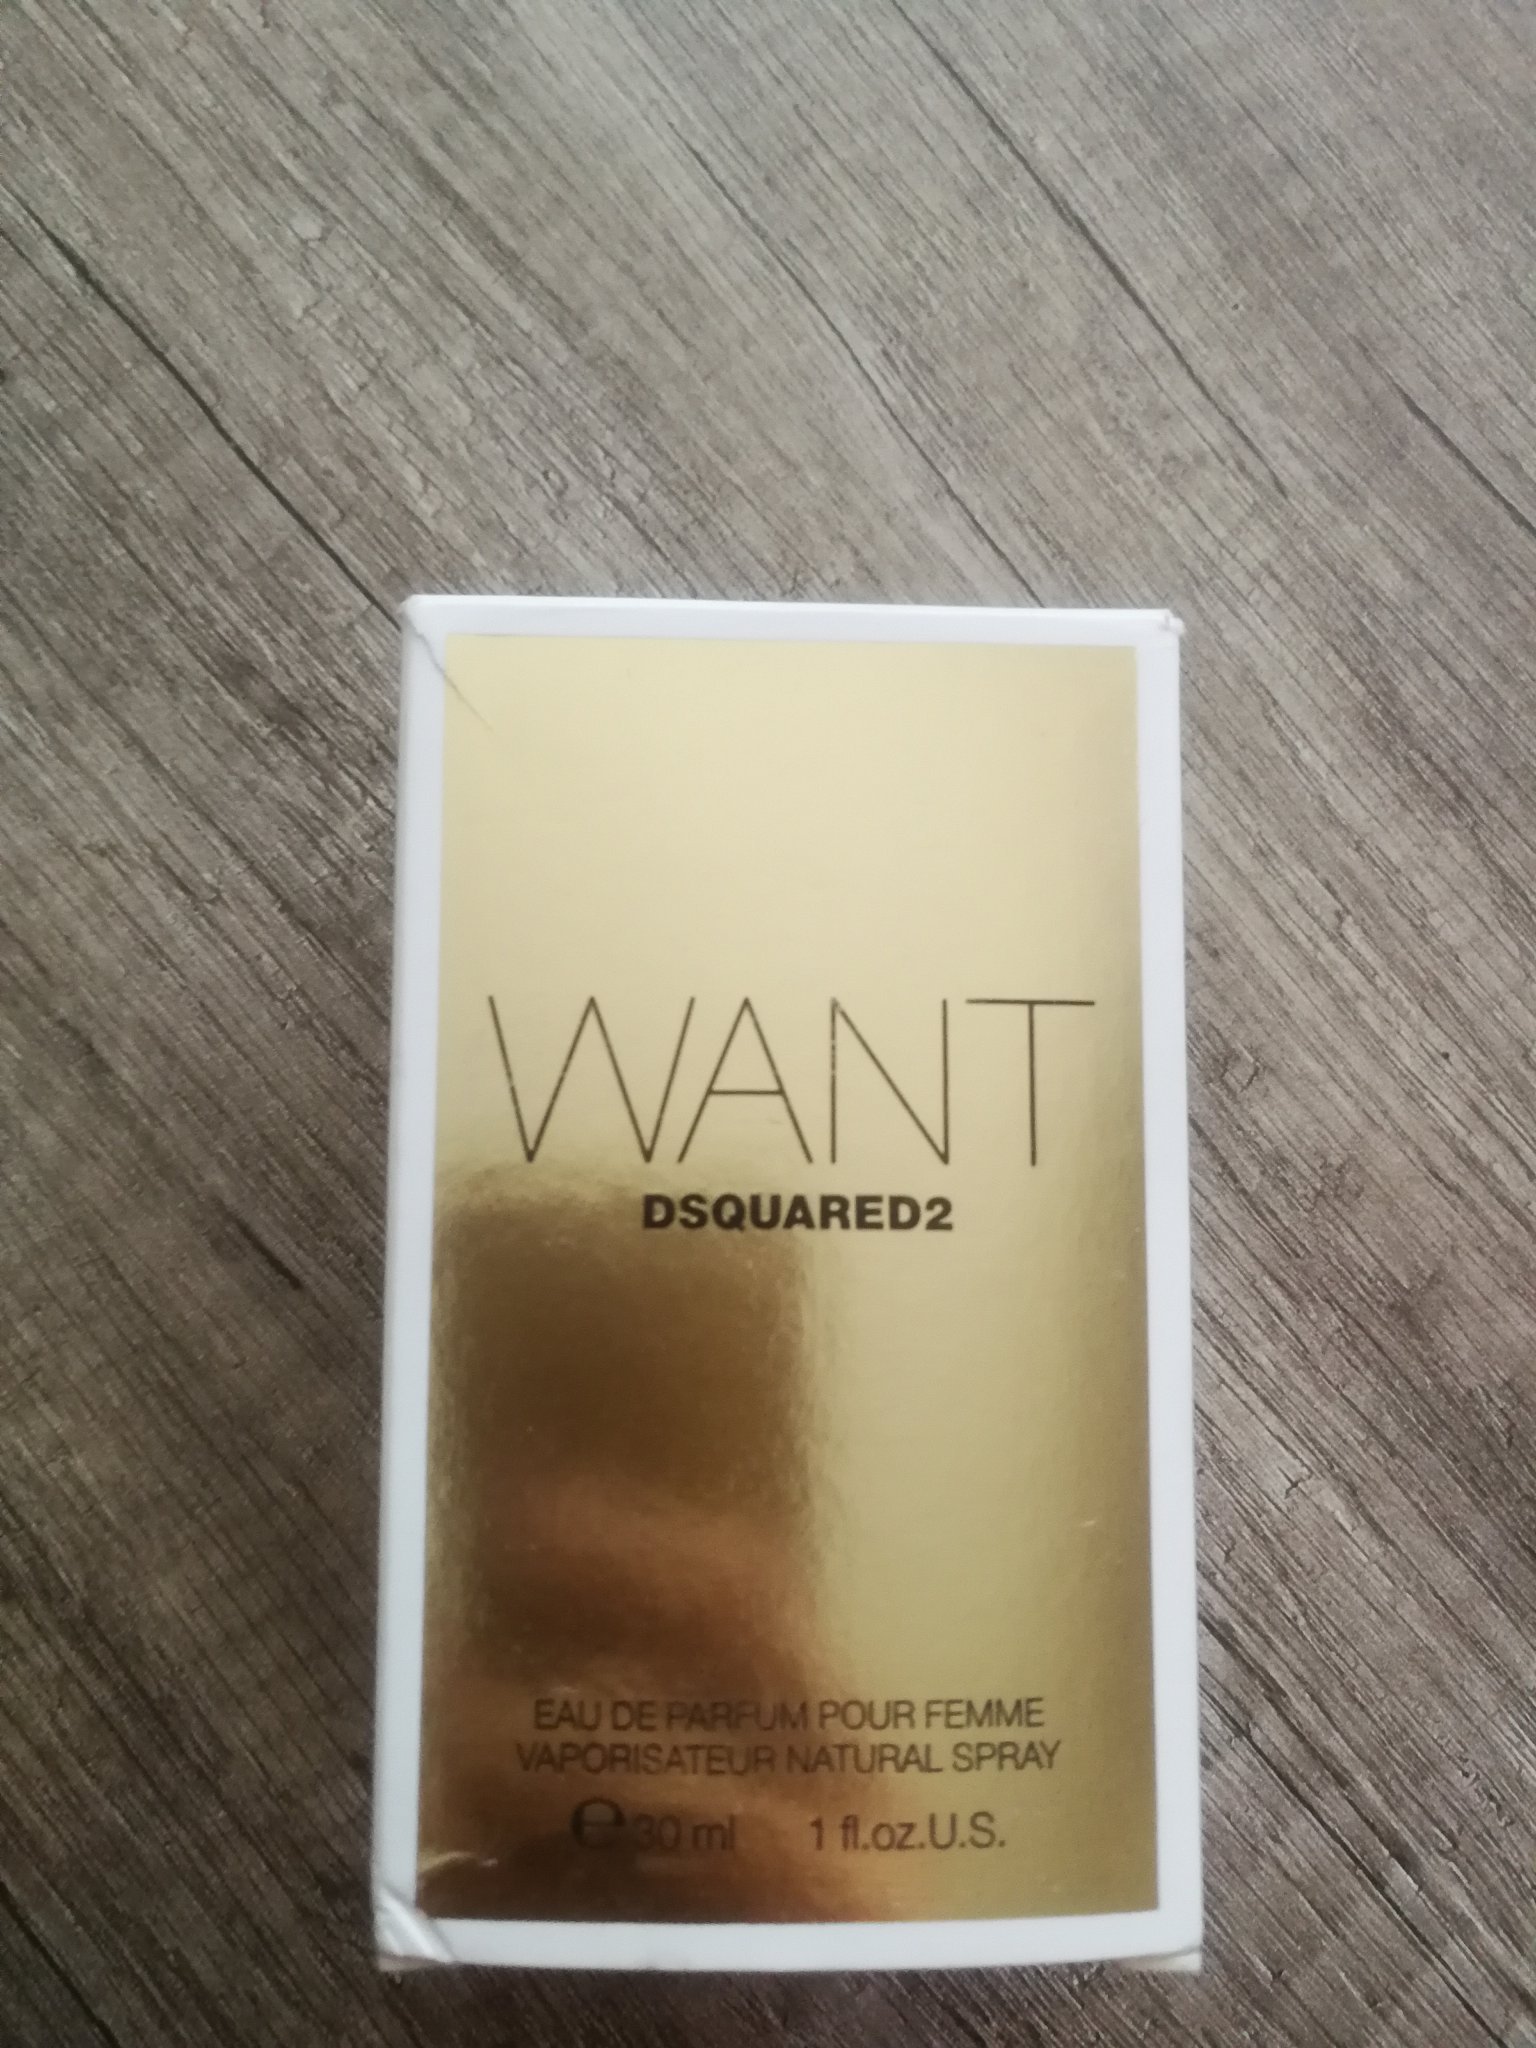 WANT
DSQUARED2
EAU DE PARFUM POUR FEMME
VAPORISATEUR NATURAL SPRAY
℮ 30 ml 1 fl.oz.U.S.